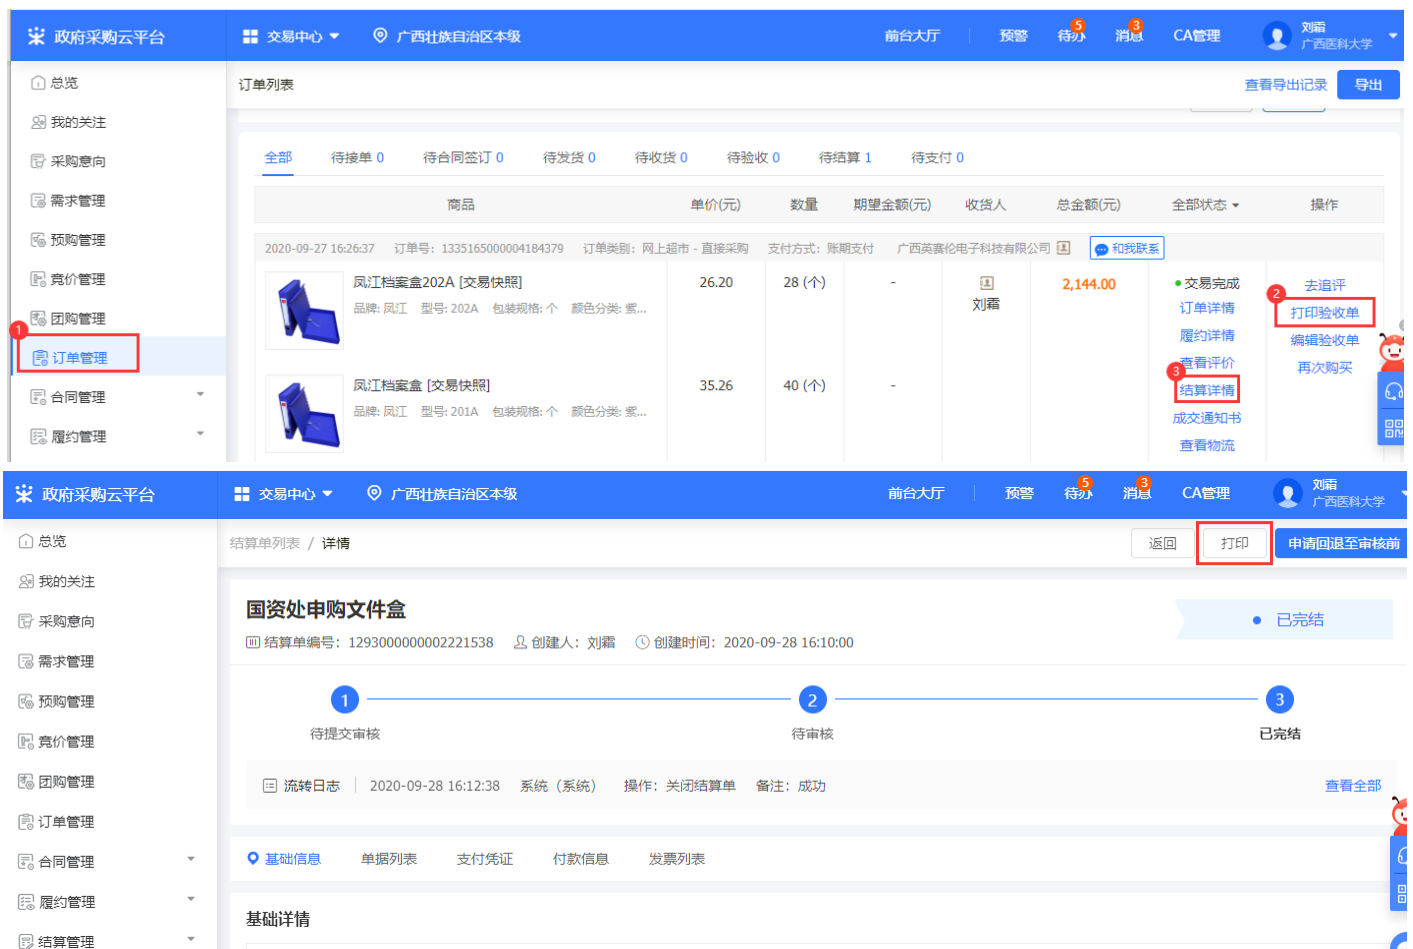 政府采购云平台 交易中心 广西壮族自治区本级 前台大厅 预警 待办 5 消息 3 CA管理 刘霜
广西医科大学
总览
我的关注
采购意向
需求管理
预购管理
竞价管理
团购管理
1
订单管理
合同管理
履约管理
订单列表 查看导出记录 导出
全部 待接单 0 待合同签订 0 待发货 0 待收货 0 待验收 0 待结算 1 待支付 0
商品 单价(元) 数量 期望金额(元) 收货人 总金额(元) 全部状态 操作
2020-09-27 16:26:37 订单号：1335165000004184379 订单类别：网上超市 - 直接采购 支付方式：账期支付 广西英赛伦电子科技有限公司 和我联系
凤江档案盒202A [交易快照] 26.20 28 (个) - 刘霜 2,144.00
品牌: 凤江 型号: 202A 包装规格: 个 颜色分类: 紫...
凤江档案盒 [交易快照] 35.26 40 (个) -
品牌: 凤江 型号: 201A 包装规格: 个 颜色分类: 紫...
交易完成
订单详情
履约详情
查看评价
3
结算详情
成交通知书
查看物流
去追评
2
打印验收单
编辑验收单
再次购买
政府采购云平台 交易中心 广西壮族自治区本级 前台大厅 预警 待办 5 消息 3 CA管理 刘霜
广西医科大学
总览
我的关注
采购意向
需求管理
预购管理
竞价管理
团购管理
订单管理
合同管理
履约管理
结算管理
结算单列表 / 详情 返回 打印 申请回退至审核前
国资处申购文件盒 已完结
结算单编号：1293000000002221538 创建人：刘霜 创建时间：2020-09-28 16:10:00
1 2 3
待提交审核 待审核 已完结
流转日志 2020-09-28 16:12:38 系统（系统） 操作：关闭结算单 备注：成功 查看全部
基础信息 单据列表 支付凭证 付款信息 发票列表
基础详情